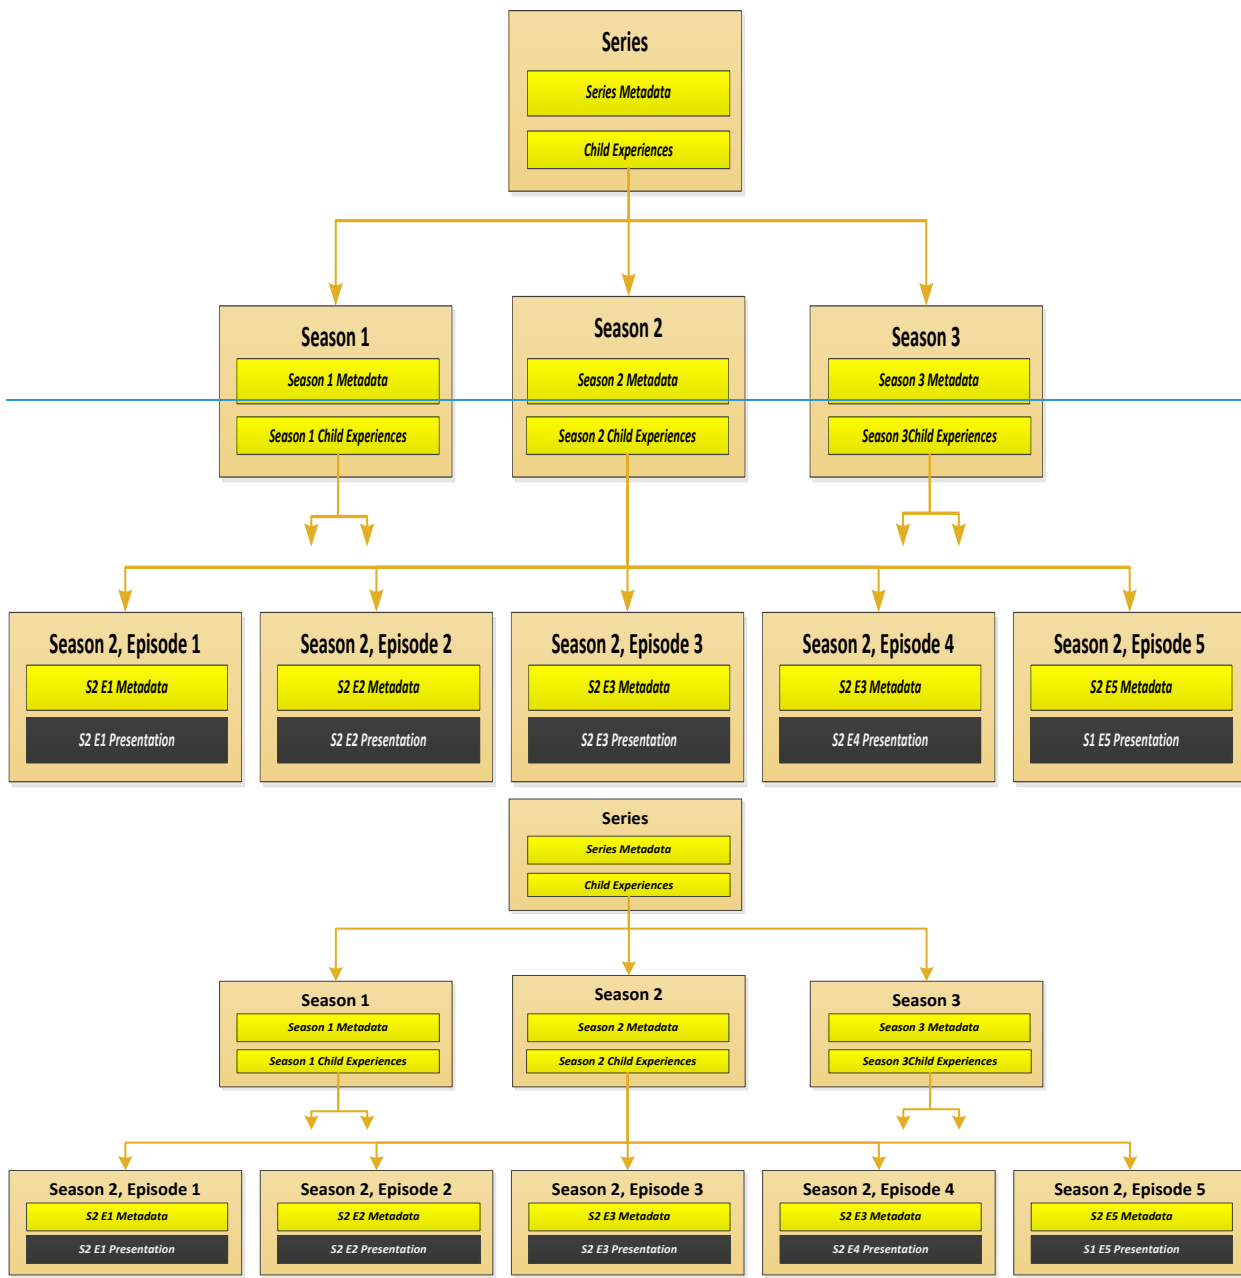 Series
Series Metadata
Child Experiences
Season 1
Season 2
Season 3
Season 1 Metadata
Season 2 Metadata
Season 3 Metadata
Season 1 Child Experiences
Season 2 Child Experiences
Season 3Child Experiences
Season 2, Episode 1
Season 2, Episode 2
Season 2, Episode 3
Season 2, Episode 4
Season 2, Episode 5
S2 E1 Metadata
S2 E2 Metadata
S2 E3 Metadata
S2 E3 Metadata
S2 E5 Metadata
S2 E1 Presentation
S2 E2 Presentation
S2 E3 Presentation
S2 E4 Presentation
S1 E5 Presentation
Series
Series Metadata
Child Experiences
Season 1
Season 2
Season 3
Season 1 Metadata
Season 2 Metadata
Season 3 Metadata
Season 1 Child Experiences
Season 2 Child Experiences
Season 3Child Experiences
Season 2, Episode 1
Season 2, Episode 2
Season 2, Episode 3
Season 2, Episode 4
Season 2, Episode 5
S2 E1 Metadata
S2 E2 Metadata
S2 E3 Metadata
S2 E3 Metadata
S2 E5 Metadata
S2 E1 Presentation
S2 E2 Presentation
S2 E3 Presentation
S2 E4 Presentation
S1 E5 Presentation